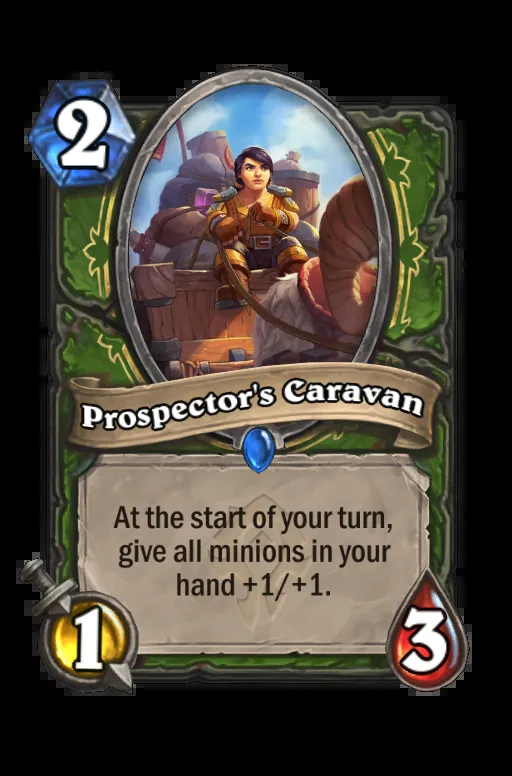 2
Prospector's Caravan
At the start of your turn,
give all minions in your
hand +1/+1.
1
3